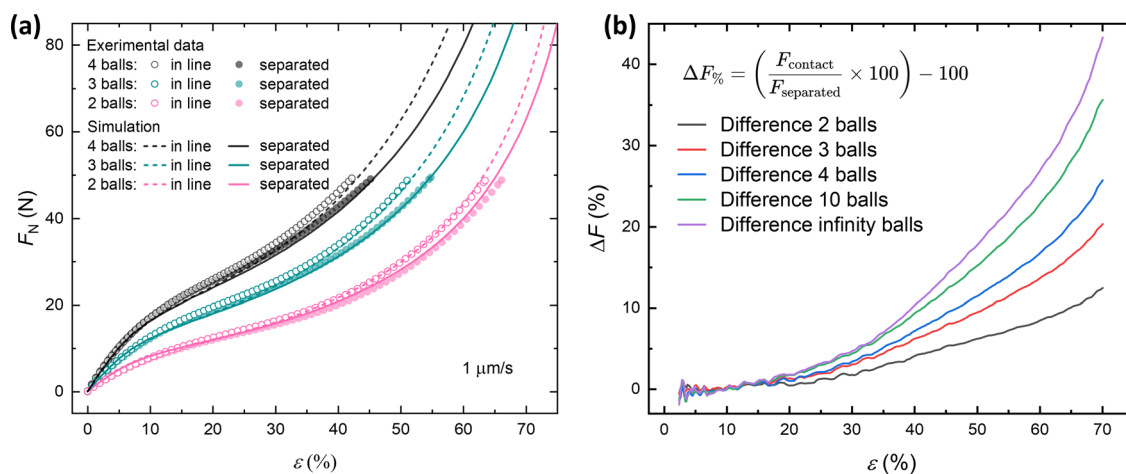 (a)
Exerimental data
4 balls: in line separated
3 balls: in line separated
2 balls: in line separated
Simulation
4 balls: in line separated
3 balls: in line separated
2 balls: in line separated
1 μm/s
80
60
40
20
0
F_N (N)
0 10 20 30 40 50 60 70
ε (%)
(b)
ΔF_% = (F_contact / F_separated × 100) − 100
Difference 2 balls
Difference 3 balls
Difference 4 balls
Difference 10 balls
Difference infinity balls
40
30
20
10
0
ΔF (%)
0 10 20 30 40 50 60 70
ε (%)